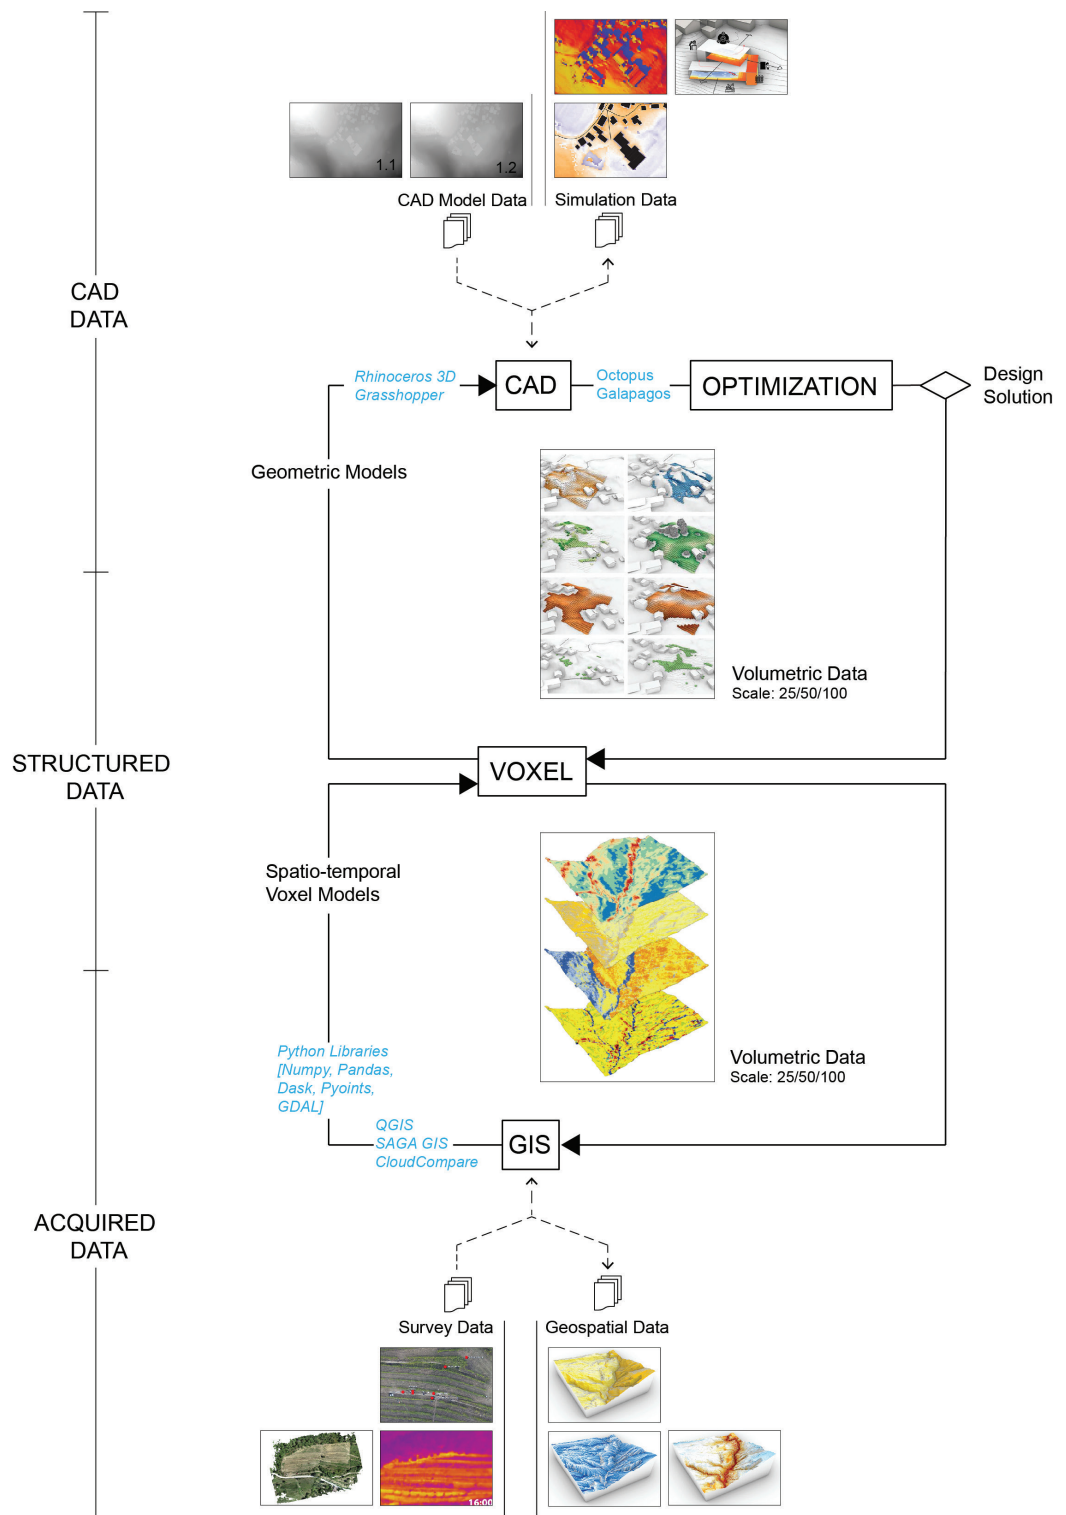 1.1
1.2
CAD Model Data
Simulation Data
CAD
DATA
Rhinoceros 3D
Grasshopper
CAD
Octopus
Galapagos
OPTIMIZATION
Design
Solution
Geometric Models
Volumetric Data
Scale: 25/50/100
STRUCTURED
DATA
VOXEL
Spatio-temporal
Voxel Models
Volumetric Data
Scale: 25/50/100
Python Libraries
[Numpy, Pandas,
Dask, Pyoints,
GDAL]
QGIS
SAGA GIS
CloudCompare
GIS
ACQUIRED
DATA
Survey Data
Geospatial Data
16:00